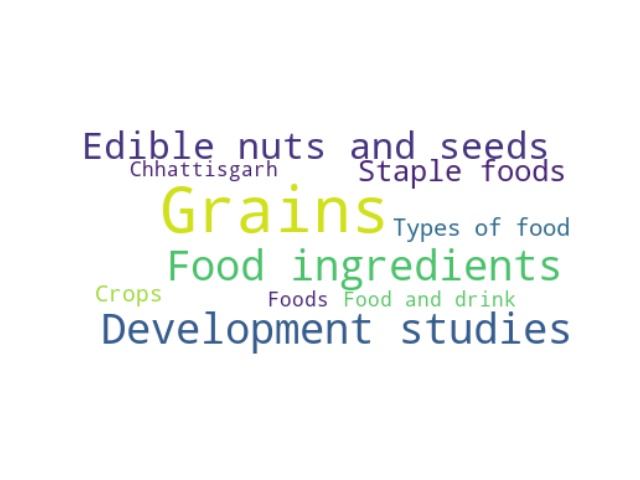 Edible nuts and seeds
Chhattisgarh
Staple foods
Grains
Types of food
Food ingredients
Crops
Foods
Food and drink
Development studies